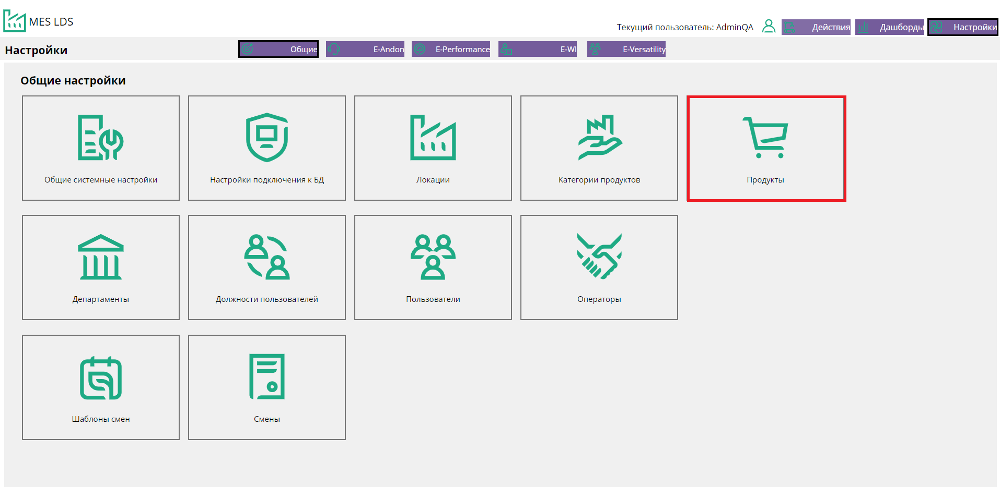 MES LDS
Текущий пользователь: AdminQA
Действия
Дашборды
Настройки
Настройки
Общие
E-Andon
E-Performance
E-WI
E-Versatility
Общие настройки
Общие системные настройки
Настройки подключения к БД
Локации
Категории продуктов
Продукты
Департаменты
Должности пользователей
Пользователи
Операторы
Шаблоны смен
Смены